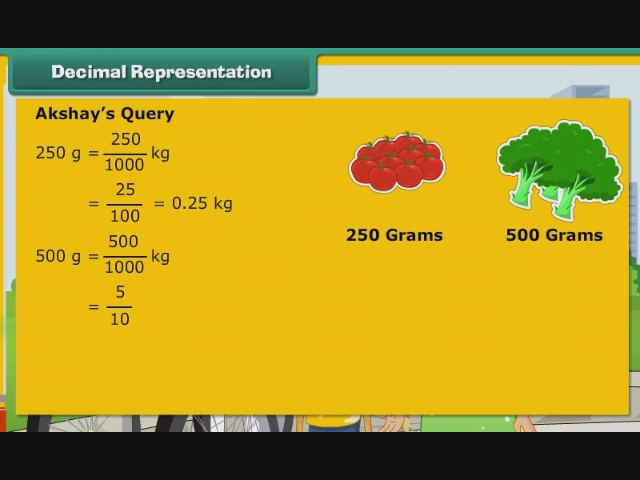 Decimal Representation
Akshay's Query
250 g = 250/1000 kg
= 25/100 = 0.25 kg
500 g = 500/1000 kg
= 5/10
250 Grams
500 Grams